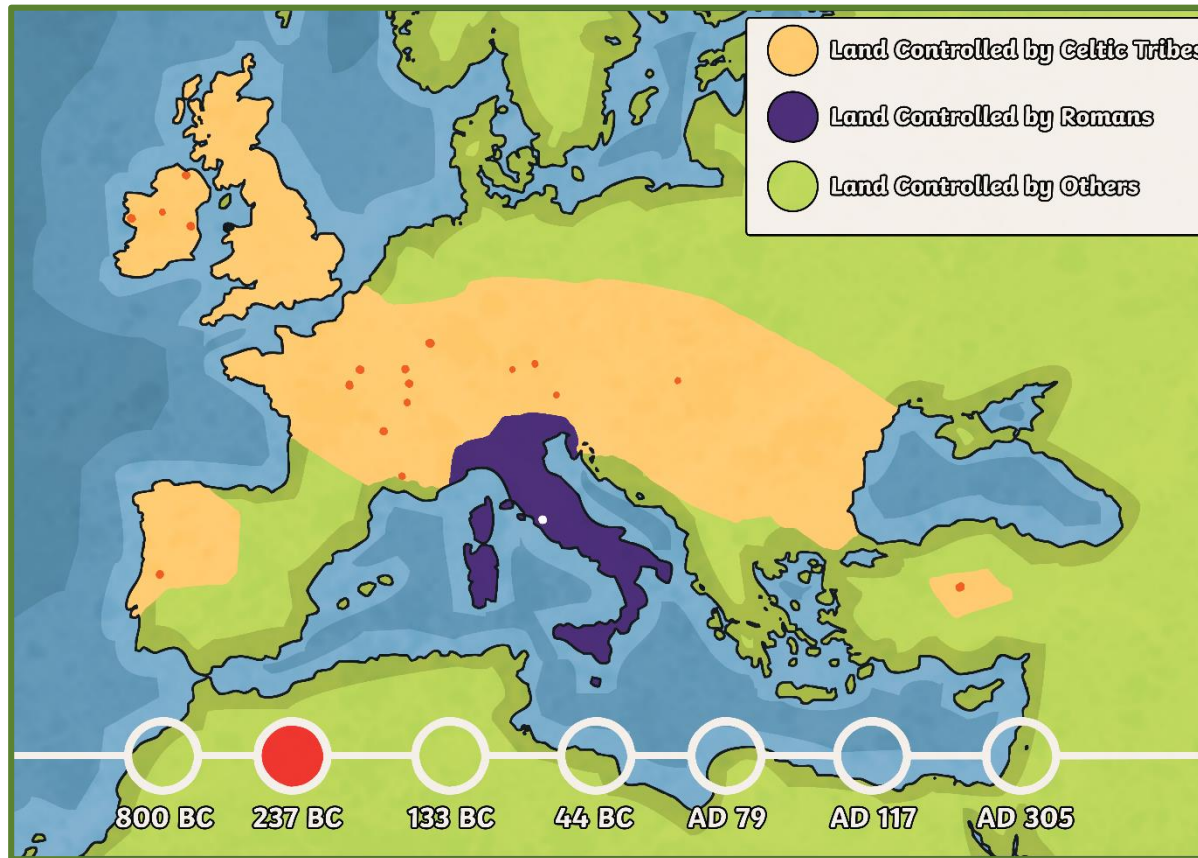 Land Controlled by Celtic Tribes
Land Controlled by Romans
Land Controlled by Others
800 BC
237 BC
133 BC
44 BC
AD 79
AD 117
AD 305